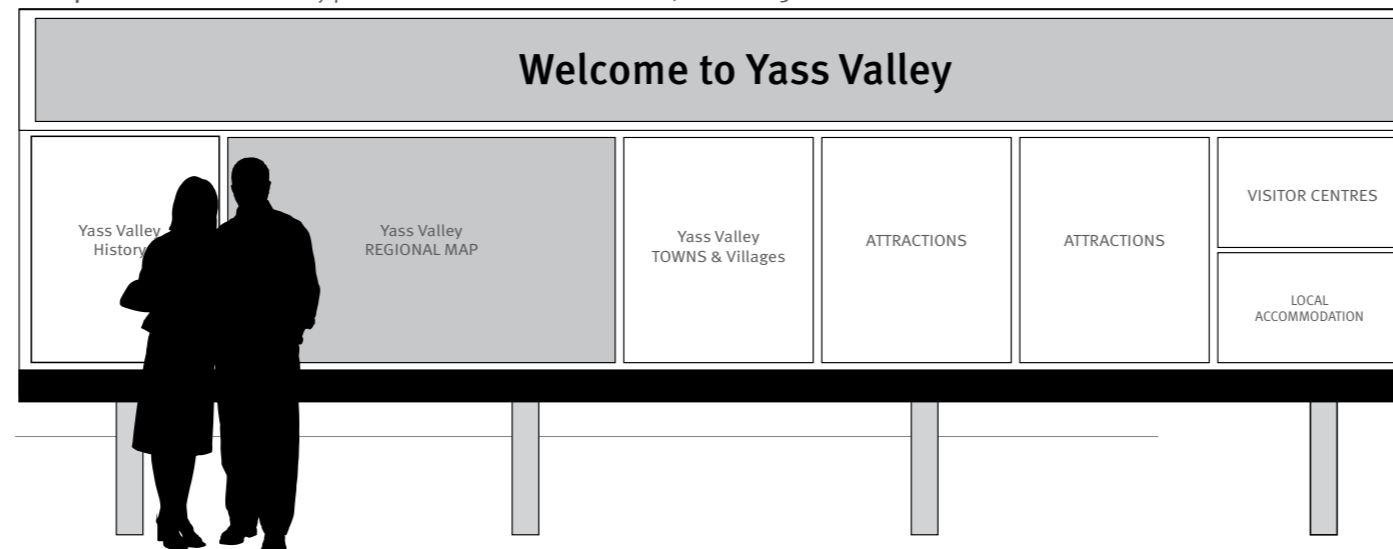 Welcome to Yass Valley
Yass Valley
History
Yass Valley
REGIONAL MAP
Yass Valley
TOWNS & Villages
ATTRACTIONS
ATTRACTIONS
VISITOR CENTRES
LOCAL
ACCOMMODATION